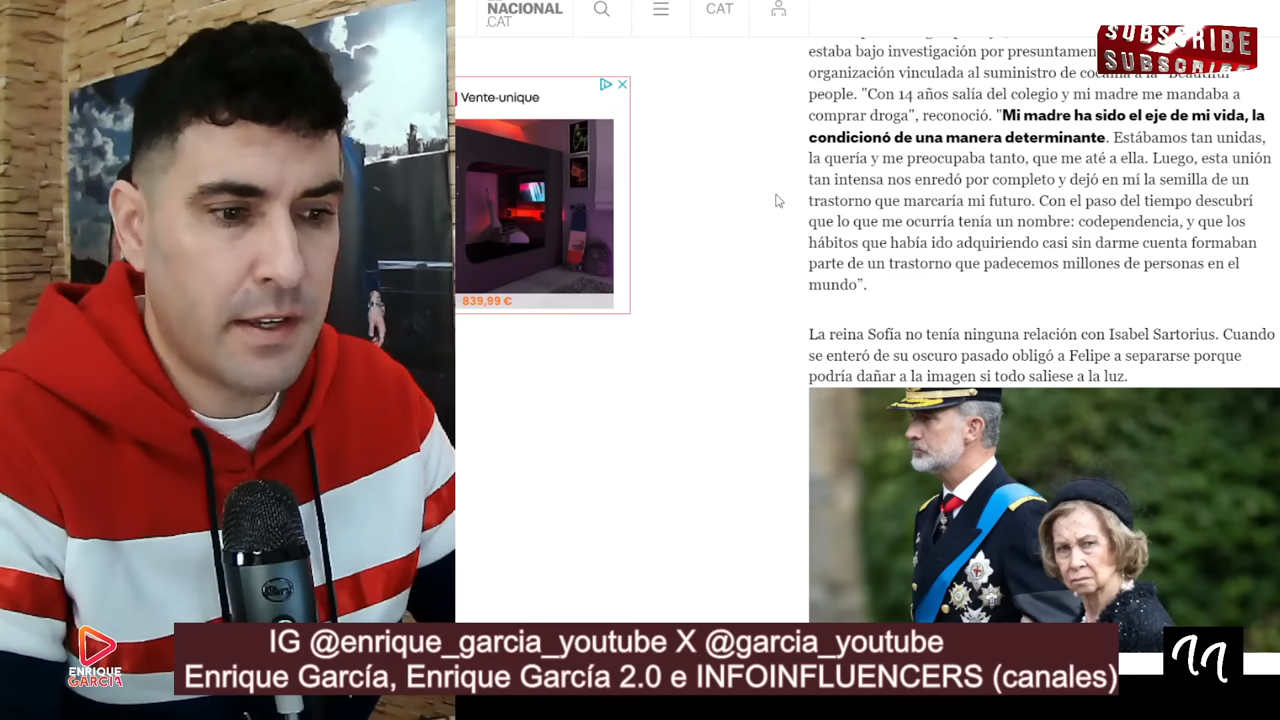 NACIONAL
.CAT
CAT
SUBSCRIBE
SUBSCRIBE
Vente-unique
839,99 €
estaba bajo investigación por
organización vinculada al suministro de cocaína a la "Beautiful
people. "Con 14 años salía del colegio y mi madre me mandaba a
comprar droga", reconoció. "Mi madre ha sido el eje de mi vida, la
condicionó de una manera determinante. Estábamos tan unidas,
la quería y me preocupaba tanto, que me até a ella. Luego, esta unión
tan intensa nos enredó por completo y dejó en mí la semilla de un
trastorno que marcaría mi futuro. Con el paso del tiempo descubrí
que lo que me ocurría tenía un nombre: codependencia, y que los
hábitos que había ido adquiriendo casi sin darme cuenta formaban
parte de un trastorno que padecemos millones de personas en el
mundo”.
La reina Sofía no tenía ninguna relación con Isabel Sartorius. Cuando
se enteró de su oscuro pasado obligó a Felipe a separarse porque
podría dañar a la imagen si todo saliese a la luz.
ENRIQUE
GARCÍA
IG @enrique_garcia_youtube X @garcia_youtube
Enrique García, Enrique García 2.0 e INFOINFLUENCERS (canales)